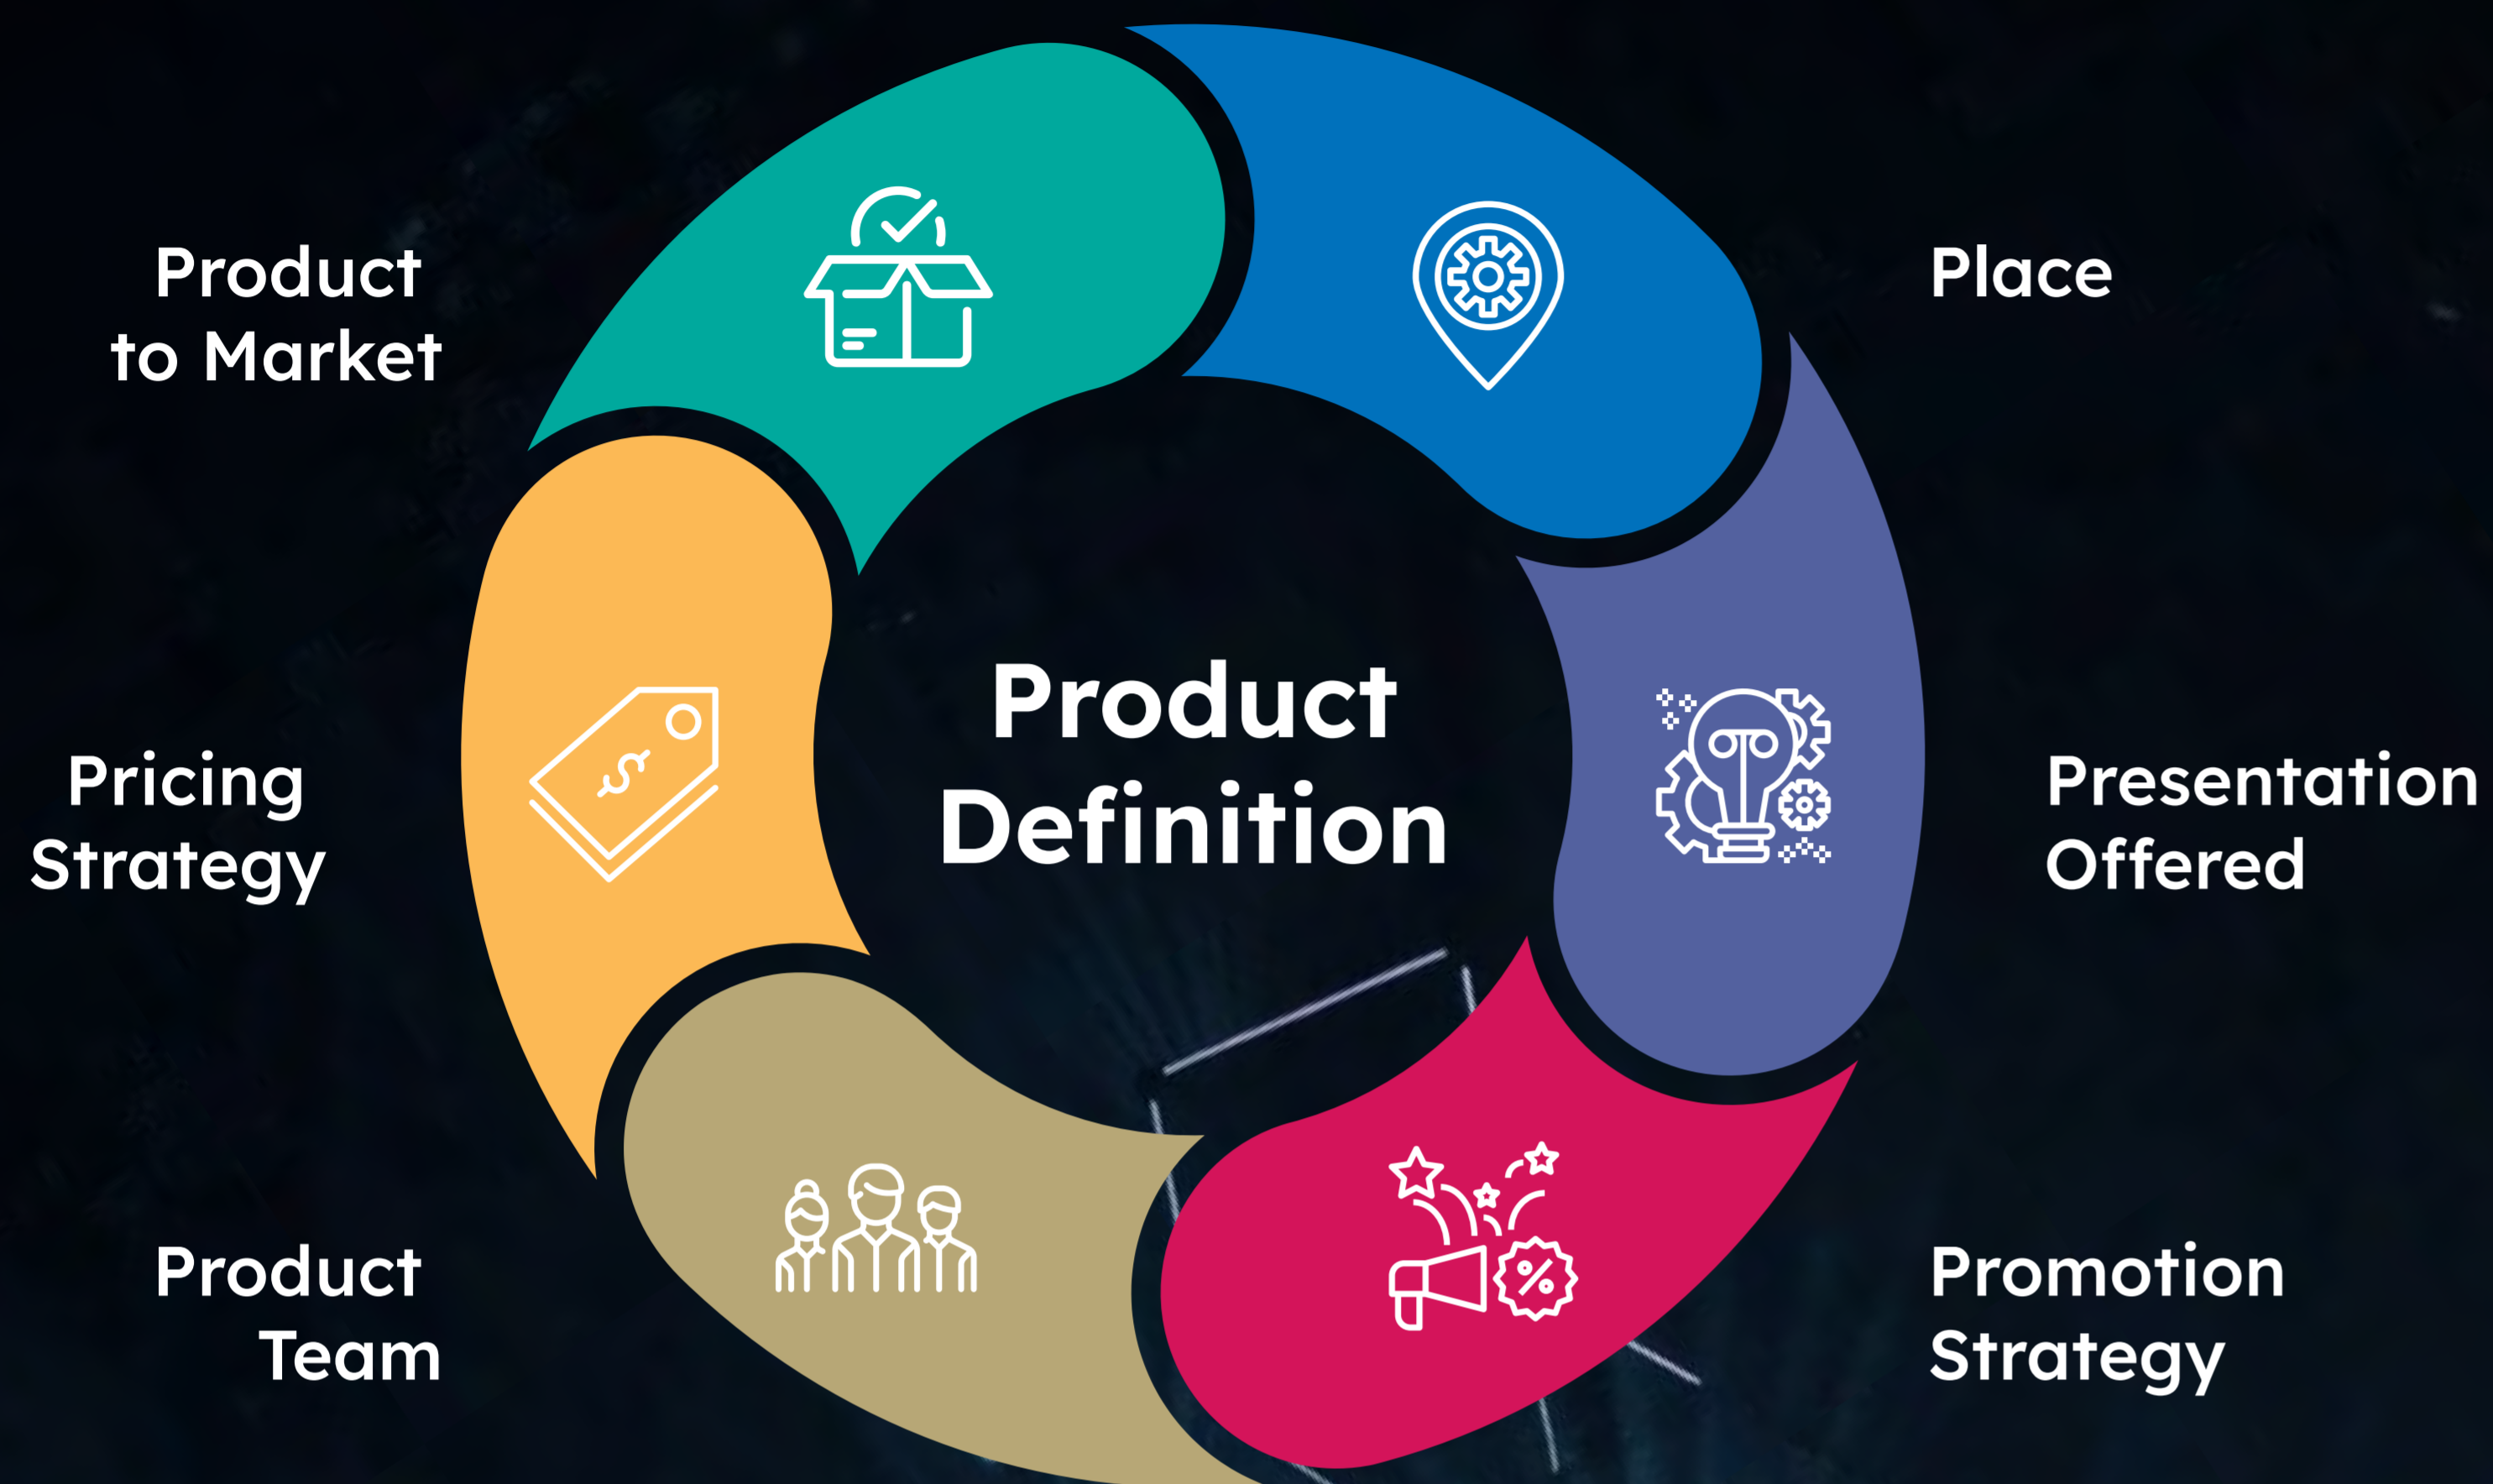 Product
to Market
Place
Product
Definition
Pricing
Strategy
Presentation
Offered
Product
Team
Promotion
Strategy